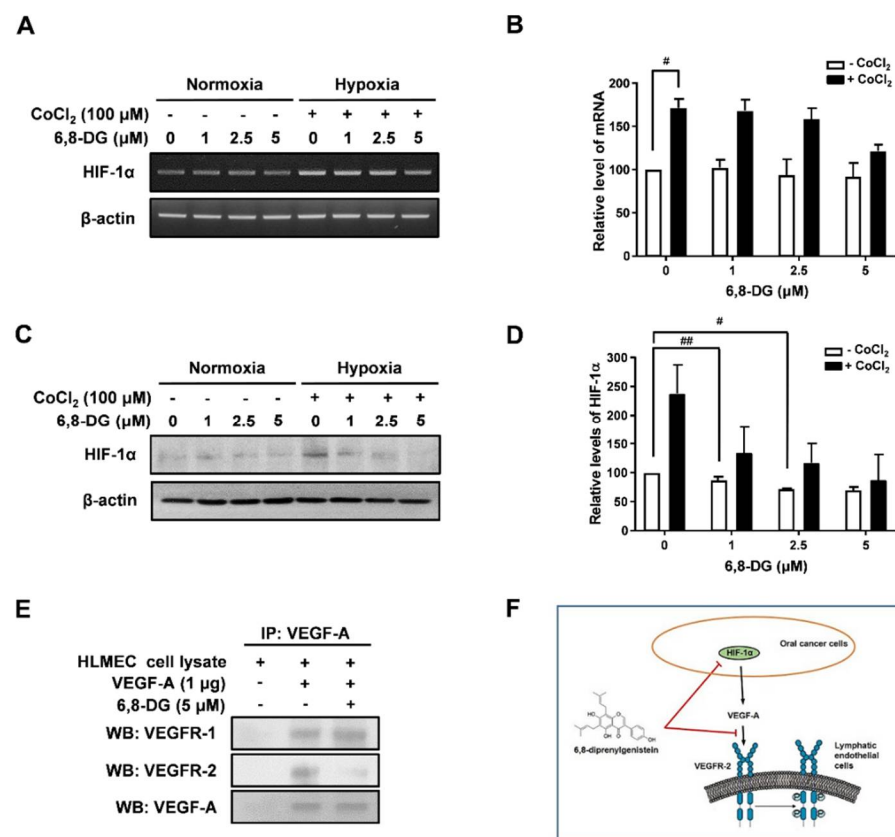 A
Normoxia Hypoxia
CoCl₂ (100 µM) - - - - + + + +
6,8-DG (µM) 0 1 2.5 5 0 1 2.5 5
HIF-1α
β-actin
B
- CoCl₂
+ CoCl₂
#
Relative level of mRNA
200
150
100
50
0
0 1 2.5 5
6,8-DG (µM)
C
Normoxia Hypoxia
CoCl₂ (100 µM) - - - - + + + +
6,8-DG (µM) 0 1 2.5 5 0 1 2.5 5
HIF-1α
β-actin
D
- CoCl₂
+ CoCl₂
#
##
Relative levels of HIF-1α
300
250
200
150
100
50
0
0 1 2.5 5
6,8-DG (µM)
E
IP: VEGF-A
HLMEC cell lysate + + +
VEGF-A (1 µg) - + +
6,8-DG (5 µM) - - +
WB: VEGFR-1
WB: VEGFR-2
WB: VEGF-A
F
Oral cancer cells
HIF-1α
VEGF-A
HO
O
OH
O
OH
6,8-diprenylgenistein
VEGFR-2
Lymphatic
endothelial
cells
P P
P P